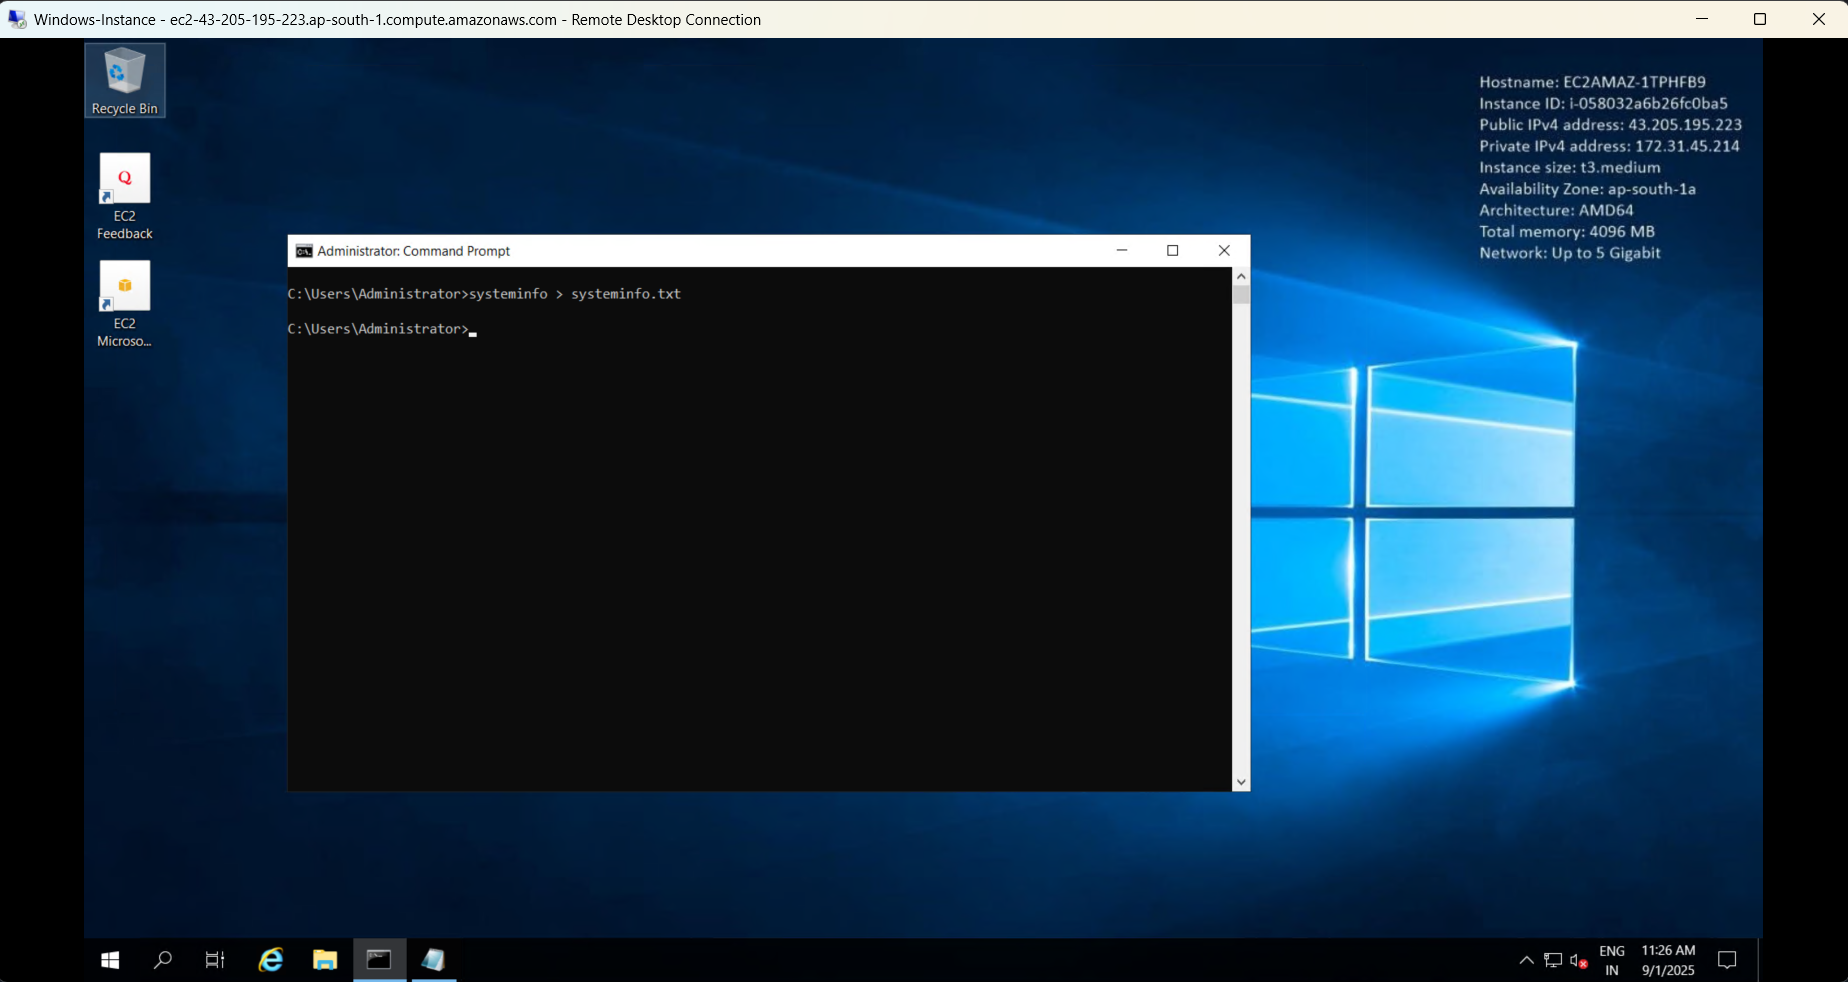 Windows-Instance - ec2-43-205-195-223.ap-south-1.compute.amazonaws.com - Remote Desktop Connection
Recycle Bin
EC2
Feedback
EC2
Microso...
Hostname: EC2AMAZ-1TPHFB9
Instance ID: i-058032a6b26fc0ba5
Public IPv4 address: 43.205.195.223
Private IPv4 address: 172.31.45.214
Instance size: t3.medium
Availability Zone: ap-south-1a
Architecture: AMD64
Total memory: 4096 MB
Network: Up to 5 Gigabit
Administrator: Command Prompt
C:\Users\Administrator>systeminfo > systeminfo.txt
C:\Users\Administrator>
ENG
IN
11:26 AM
9/1/2025